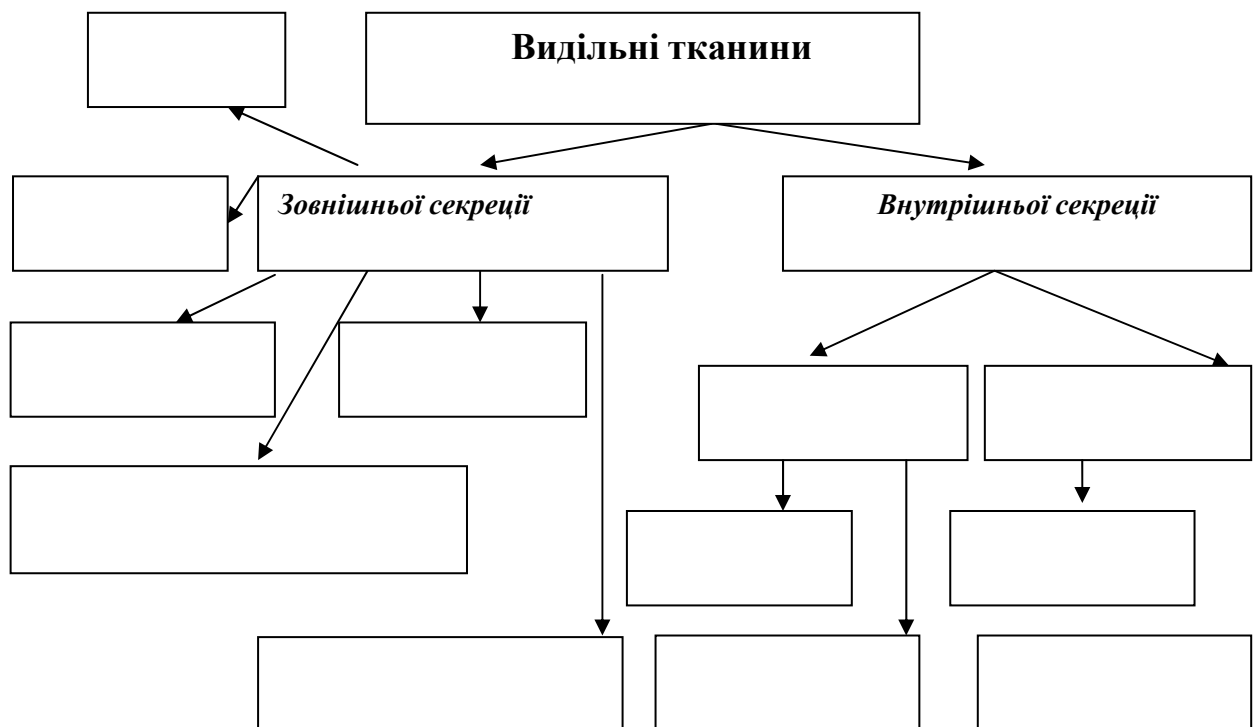 Видільні тканини
Зовнішньої секреції
Внутрішньої секреції